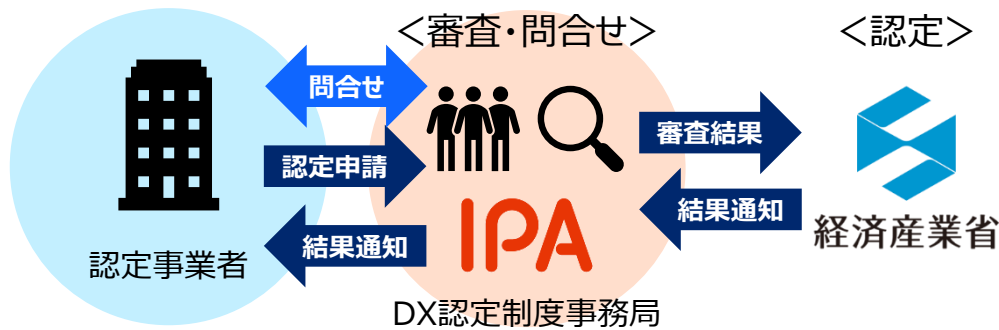 ＜審査・問合せ＞
＜認定＞
問合せ
認定申請
結果通知
審査結果
結果通知
認定事業者
IPA
DX認定制度事務局
経済産業省